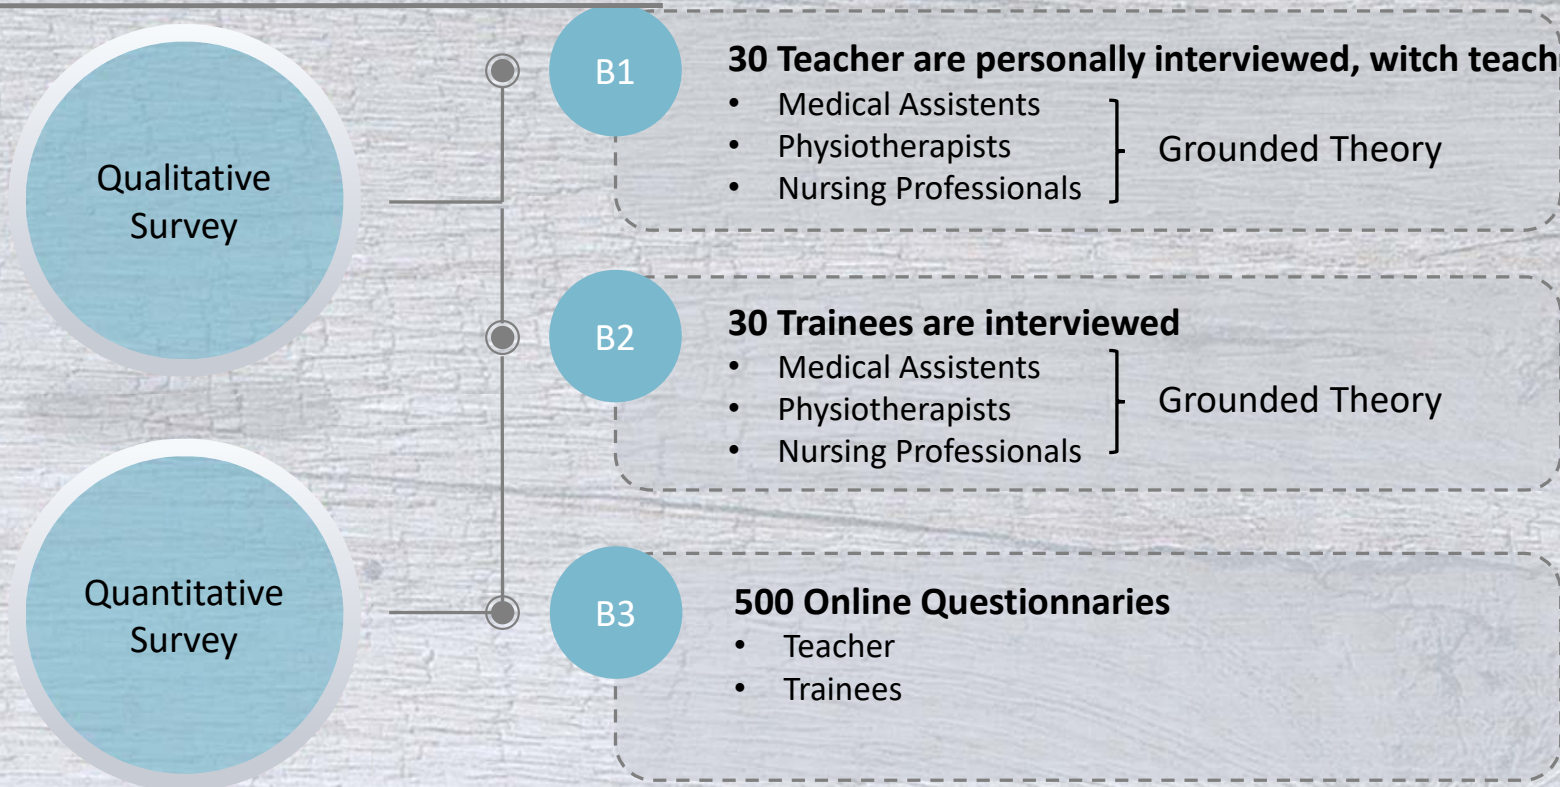 Qualitative
Survey
B1
30 Teacher are personally interviewed, witch teach
• Medical Assistents
• Physiotherapists
• Nursing Professionals
Grounded Theory
B2
30 Trainees are interviewed
• Medical Assistents
• Physiotherapists
• Nursing Professionals
Grounded Theory
Quantitative
Survey
B3
500 Online Questionnaries
• Teacher
• Trainees